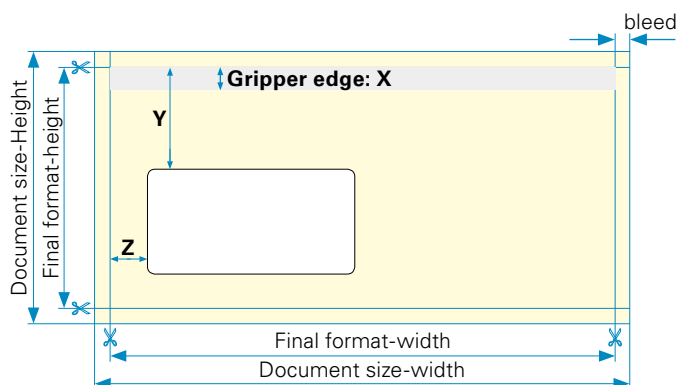 bleed
Gripper edge: X
Y
Document size-Height
Final format-height
Z
Final format-width
Document size-width